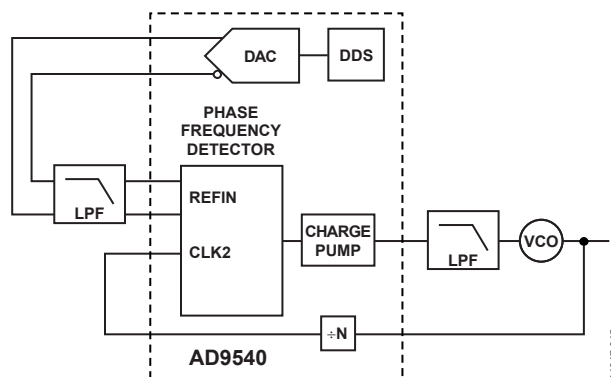 DAC
DDS
PHASE
FREQUENCY
DETECTOR
REFIN
LPF
CLK2
CHARGE
PUMP
LPF
VCO
÷N
AD9540